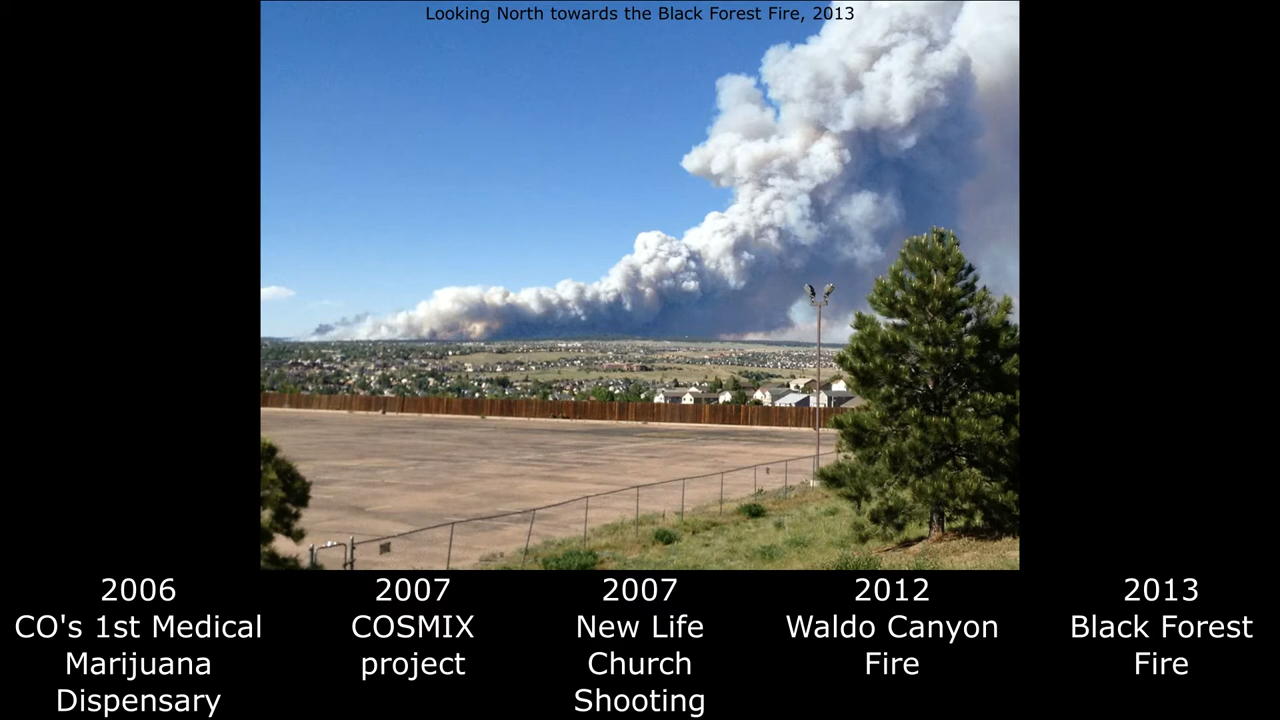 Looking North towards the Black Forest Fire, 2013
2006
CO's 1st Medical
Marijuana
Dispensary
2007
COSMIX
project
2007
New Life
Church
Shooting
2012
Waldo Canyon
Fire
2013
Black Forest
Fire